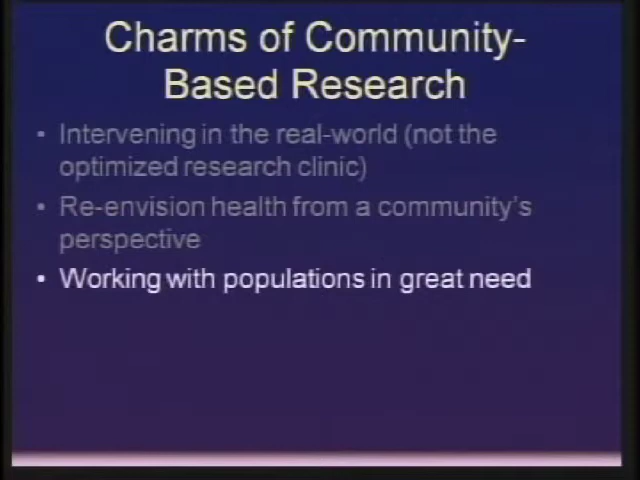 Charms of Community-
Based Research
• Intervening in the real-world (not the
optimized research clinic)
• Re-envision health from a community's
perspective
• Working with populations in great need